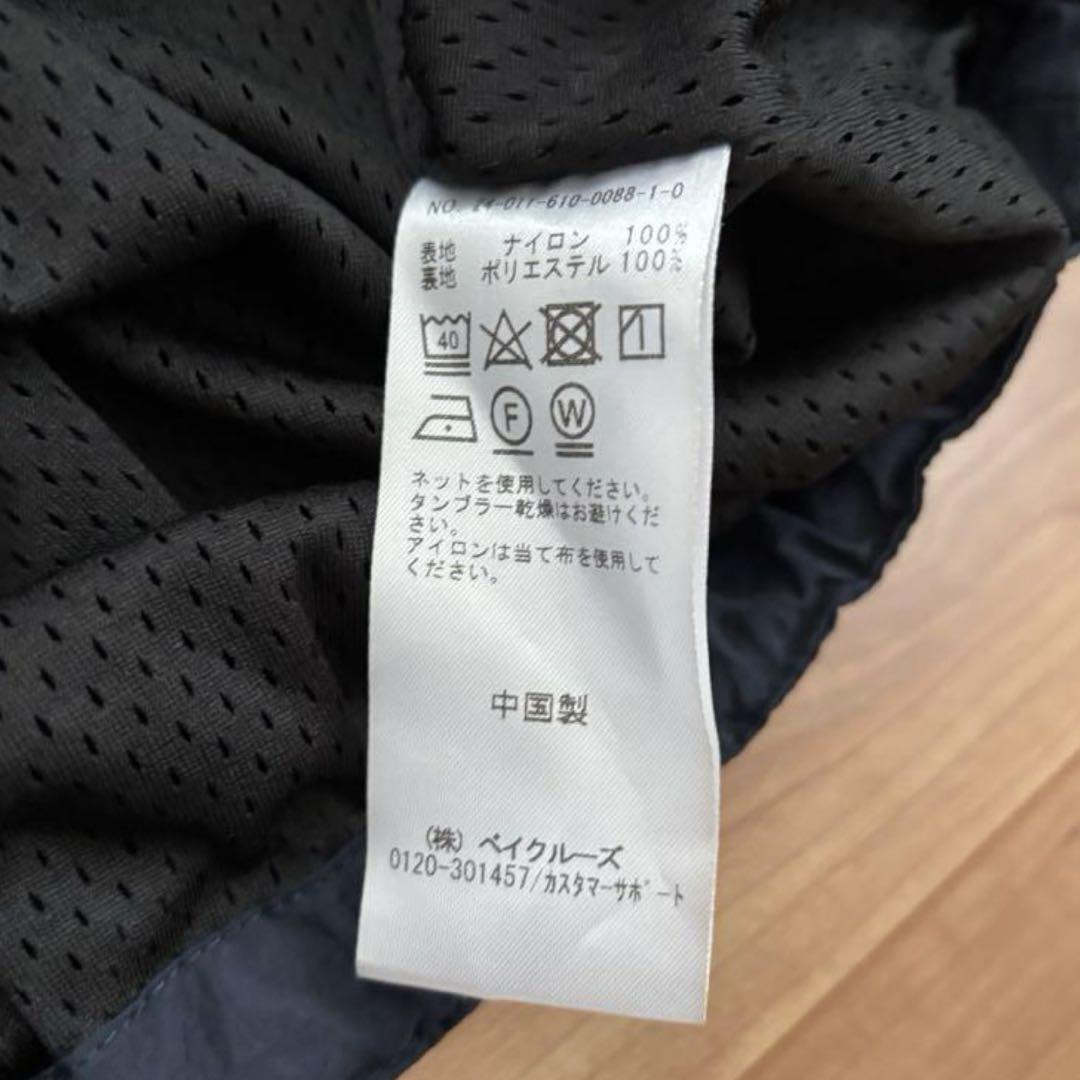 NO. 24-011-610-0088-1-0
表地 ナイロン 100%
裏地 ポリエステル 100%
40
F W
ネットを使用してください。
タンブラー乾燥はお避けくだ
さい。
アイロンは当て布を使用して
ください。
中国製
(株) ベイクルーズ
0120-301457/カスタマーサポート